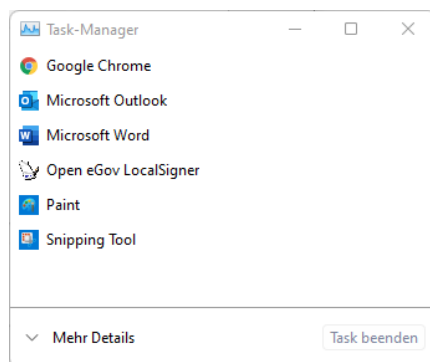 Task-Manager
Google Chrome
Microsoft Outlook
Microsoft Word
Open eGov LocalSigner
Paint
Snipping Tool
Mehr Details
Task beenden